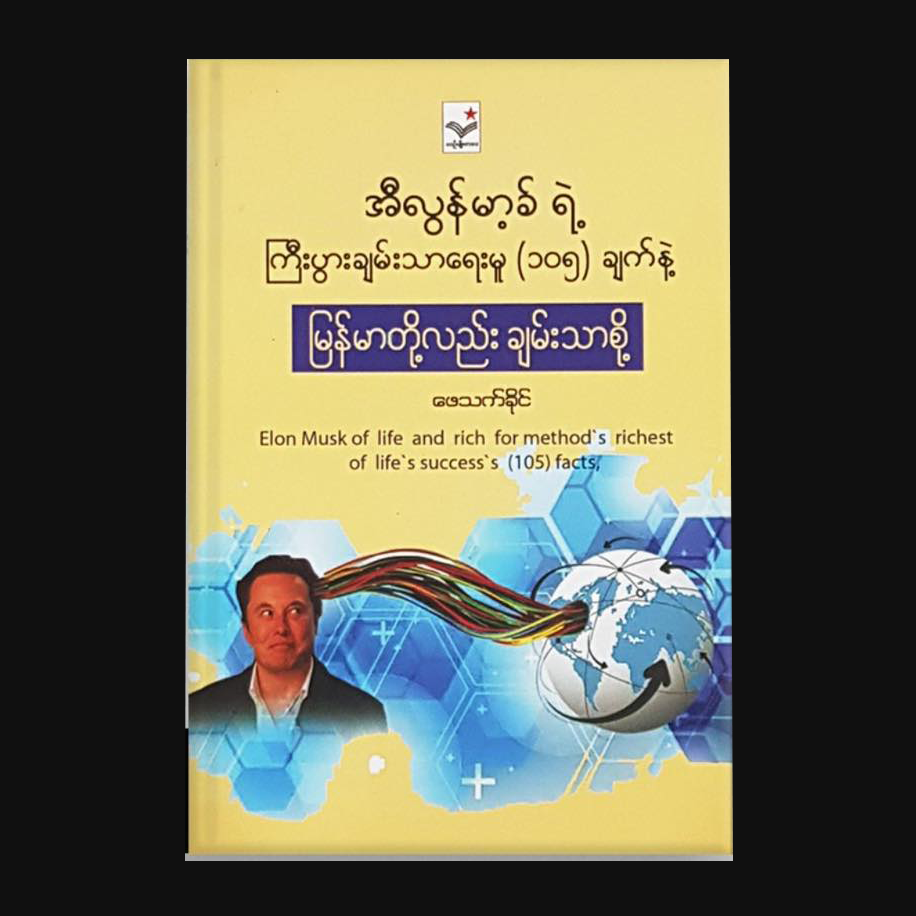 အီလွန်မာ့ခ် ရဲ့
ကြီးပွားချမ်းသာရေးမူ (၁၀၅) ချက်နဲ့
မြန်မာတို့လည်း ချမ်းသာစို့
ဖေသက်ခိုင်
Elon Musk of life and rich for method`s richest
of life`s success`s (105) facts,